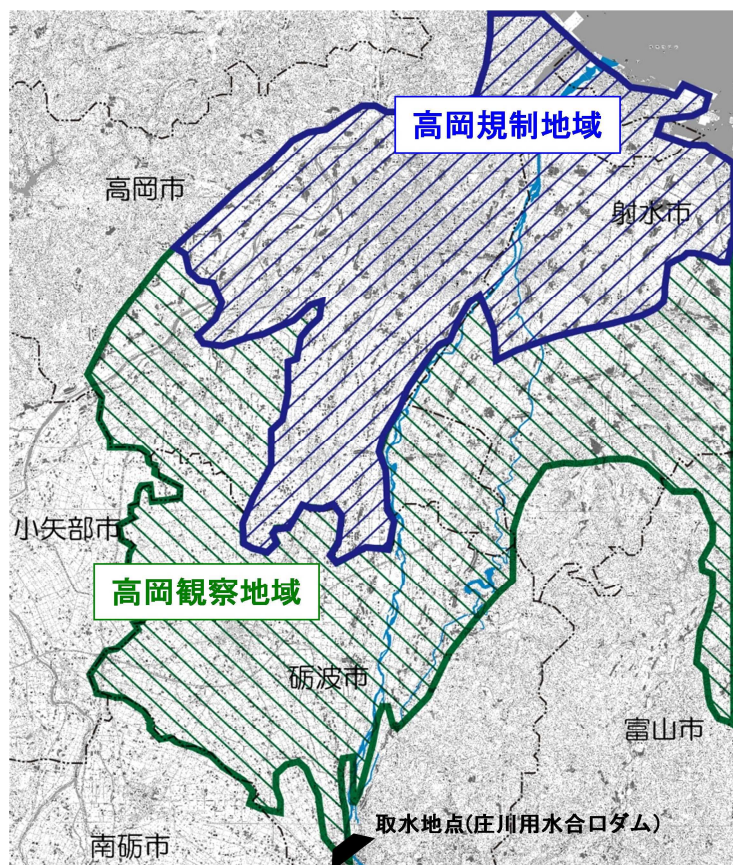 高岡規制地域
高岡市
射水市
小矢部市
高岡観察地域
砺波市
富山市
取水地点(庄川用水合口ダム)
南砺市